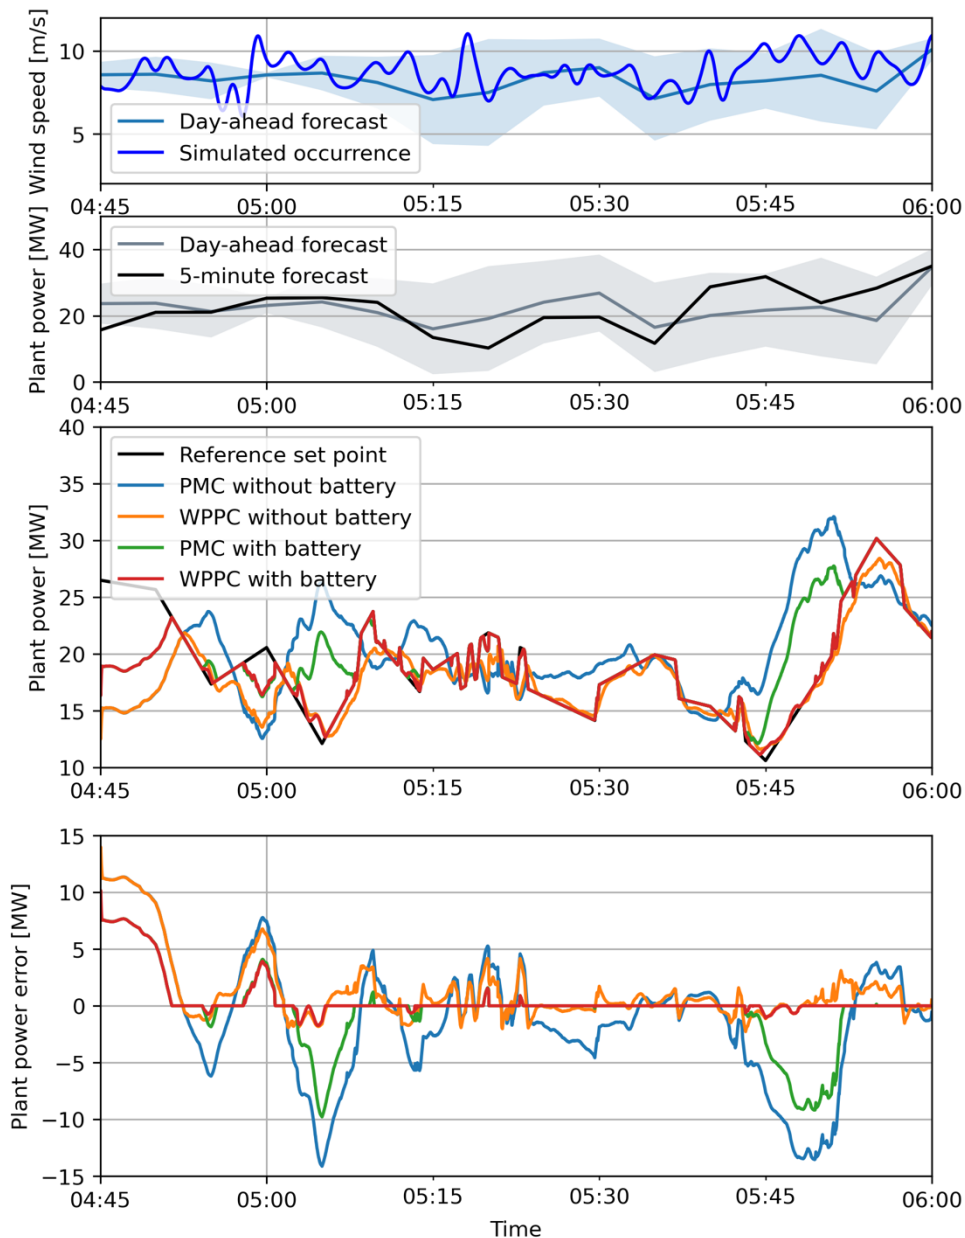 Wind speed [m/s]
10
5
Day-ahead forecast
Simulated occurrence
04:45 05:00 05:15 05:30 05:45 06:00
Plant power [MW]
40
20
0
Day-ahead forecast
5-minute forecast
04:45 05:00 05:15 05:30 05:45 06:00
Plant power [MW]
40
35
30
25
20
15
10
Reference set point
PMC without battery
WPPC without battery
PMC with battery
WPPC with battery
04:45 05:00 05:15 05:30 05:45 06:00
Plant power error [MW]
15
10
5
0
−5
−10
−15
04:45 05:00 05:15 05:30 05:45 06:00
Time